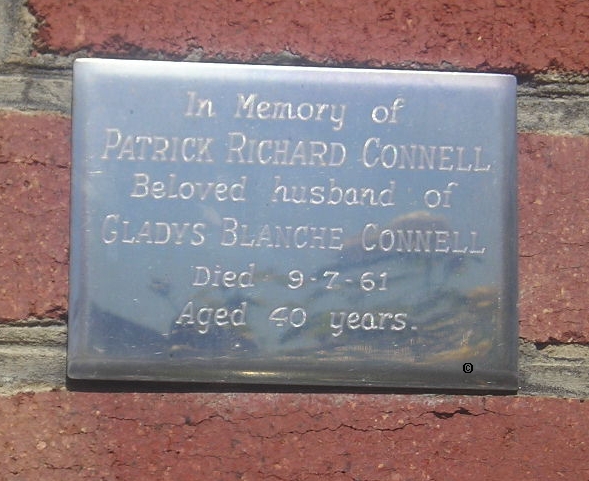 In Memory of
PATRICK RICHARD CONNELL
Beloved husband of
GLADYS BLANCHE CONNELL
Died 9-7-61
Aged 40 years.
©